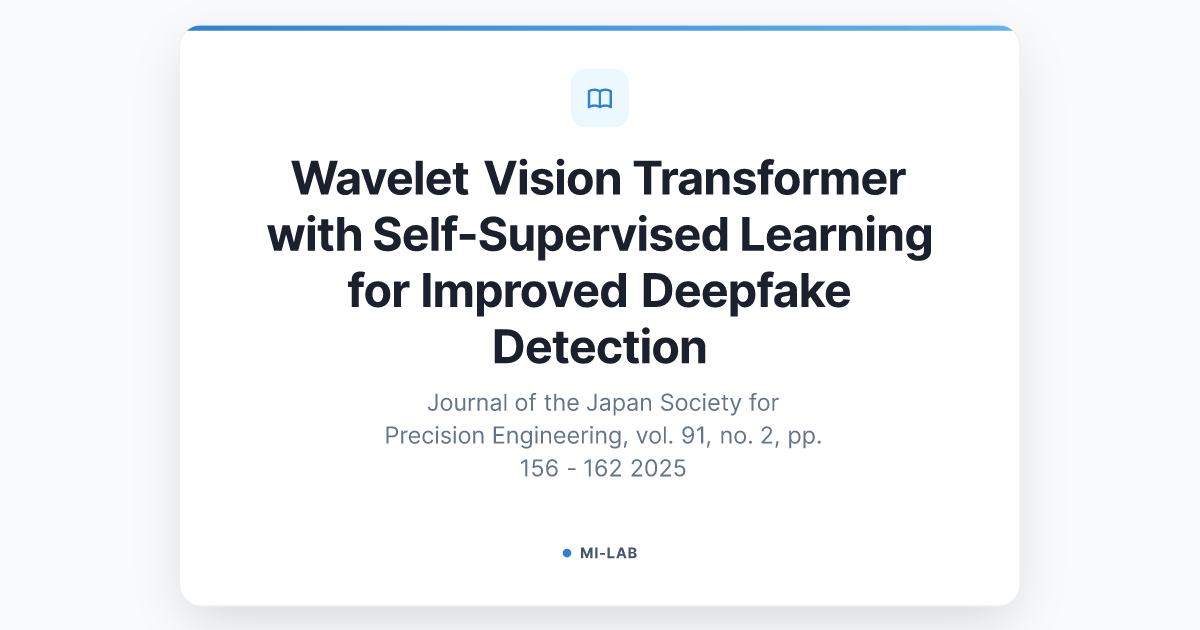 Wavelet Vision Transformer
with Self-Supervised Learning
for Improved Deepfake
Detection
Journal of the Japan Society for
Precision Engineering, vol. 91, no. 2, pp.
156 - 162 2025
MI-LAB